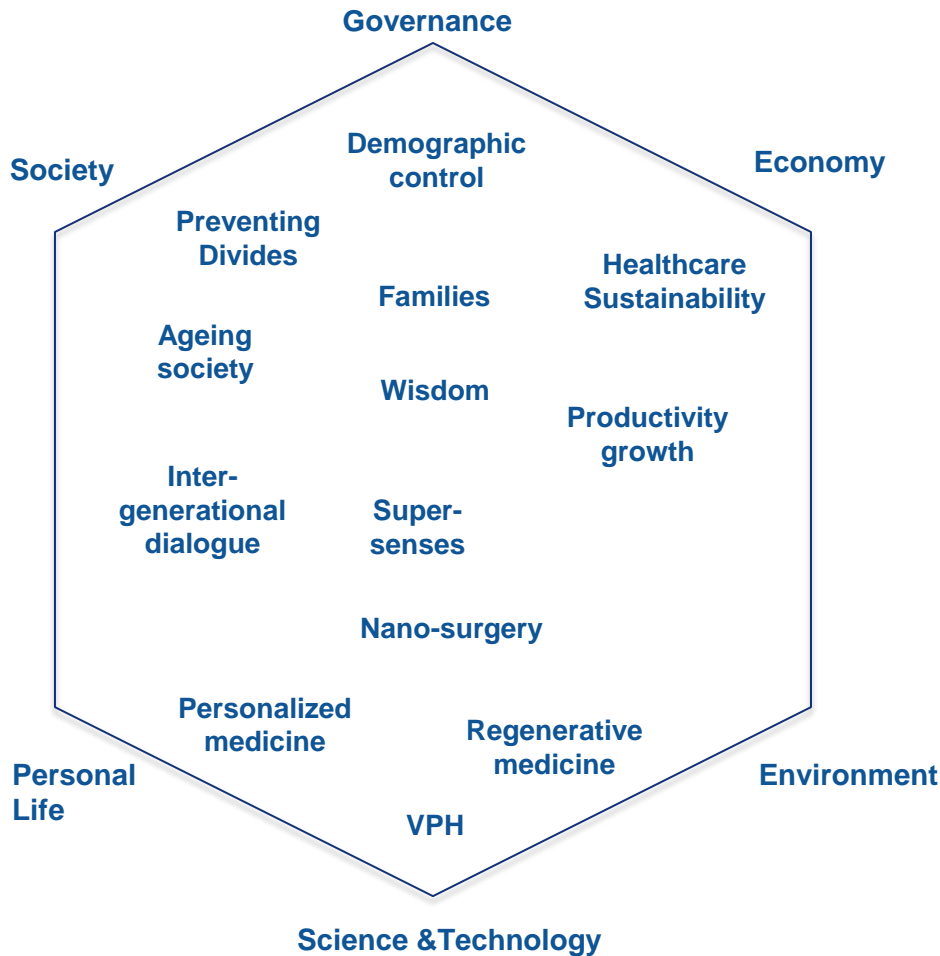 Governance
Society
Demographic
control
Economy
Preventing
Divides
Families
Healthcare
Sustainability
Ageing
society
Wisdom
Productivity
growth
Inter-
generational
dialogue
Super-
senses
Nano-surgery
Personalized
medicine
Regenerative
medicine
Personal
Life
Environment
VPH
Science &Technology